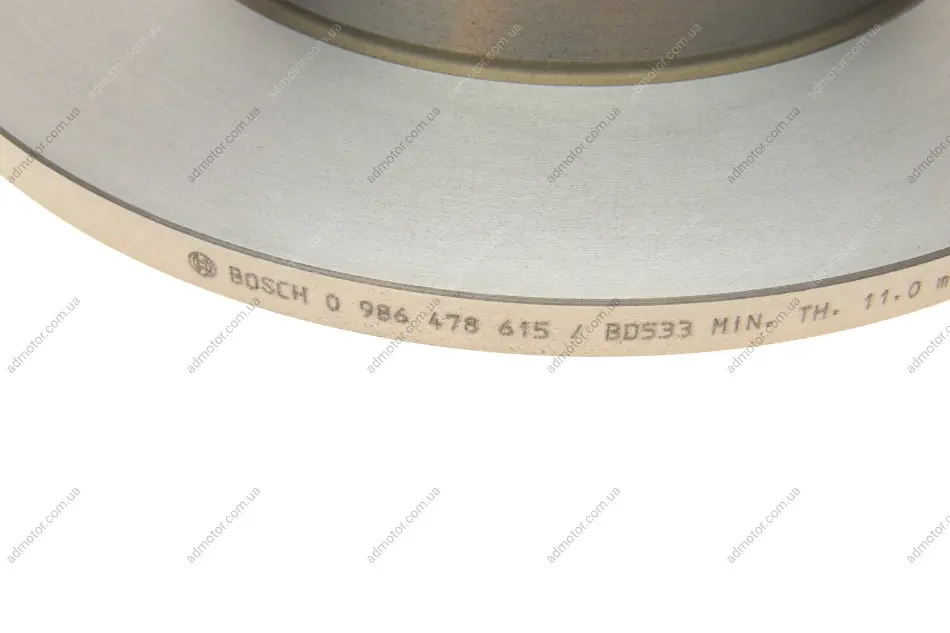 BOSCH 0 986 478 615 / BD533 MIN. TH. 11.0 m
admotor.com.ua